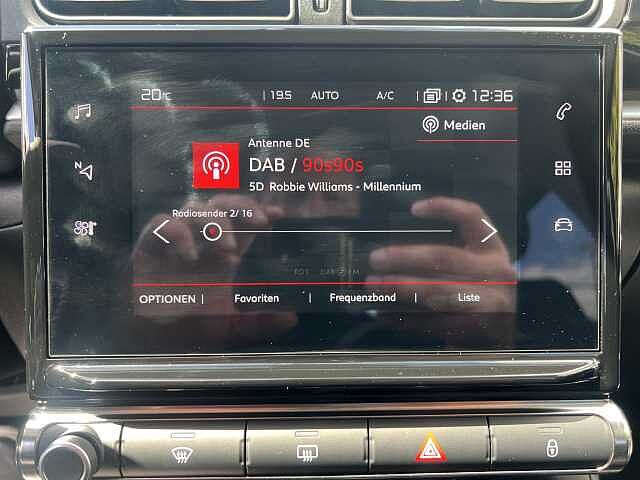 20°C | 19.5 AUTO A/C | | 12:36
Medien
Antenne DE
DAB / 90s90s
5D Robbie Williams - Millennium
Radiosender 2/ 16
N
OPTIONEN | Favoriten | Frequenzband | Liste